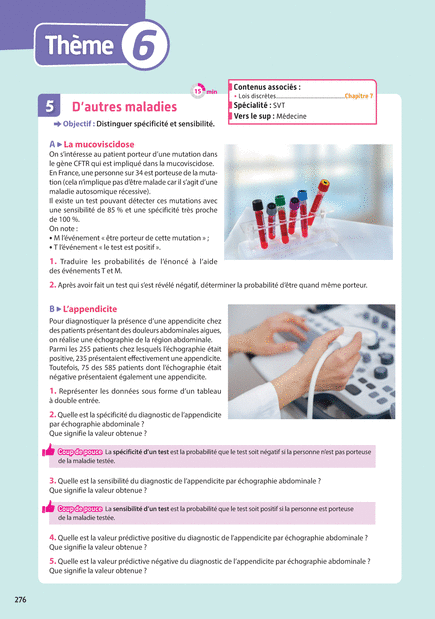 Thème 6
15 min
Contenus associés :
• Lois discrètes Chapitre 7
Spécialité : SVT
Vers le sup : Médecine
5 D'autres maladies
Objectif : Distinguer spécificité et sensibilité.
A La mucoviscidose
On s'intéresse au patient porteur d'une mutation dans
le gène CFTR qui est impliqué dans la mucoviscidose.
En France, une personne sur 34 est porteuse de la muta-
tion (cela n'implique pas d'être malade car il s'agit d'une
maladie autosomique récessive).
Il existe un test pouvant détecter ces mutations avec
une sensibilité de 85 % et une spécificité très proche
de 100 %.
On note :
• M l'événement « être porteur de cette mutation » ;
• T l'événement « le test est positif ».
1. Traduire les probabilités de l'énoncé à l'aide
des événements T et M.
2. Après avoir fait un test qui s'est révélé négatif, déterminer la probabilité d'être quand même porteur.
B L'appendicite
Pour diagnostiquer la présence d'une appendicite chez
des patients présentant des douleurs abdominales aigues,
on réalise une échographie de la région abdominale.
Parmi les 255 patients chez lesquels l'échographie était
positive, 235 présentaient effectivement une appendicite.
Toutefois, 75 des 585 patients dont l'échographie était
négative présentaient également une appendicite.
1. Représenter les données sous forme d'un tableau
à double entrée.
2. Quelle est la spécificité du diagnostic de l'appendicite
par échographie abdominale ?
Que signifie la valeur obtenue ?
Coup de pouce La spécificité d'un test est la probabilité que le test soit négatif si la personne n'est pas porteuse
de la maladie testée.
3. Quelle est la sensibilité du diagnostic de l'appendicite par échographie abdominale ?
Que signifie la valeur obtenue ?
Coup de pouce La sensibilité d'un test est la probabilité que le test soit positif si la personne est porteuse
de la maladie testée.
4. Quelle est la valeur prédictive positive du diagnostic de l'appendicite par échographie abdominale ?
Que signifie la valeur obtenue ?
5. Quelle est la valeur prédictive négative du diagnostic de l'appendicite par échographie abdominale ?
Que signifie la valeur obtenue ?
276